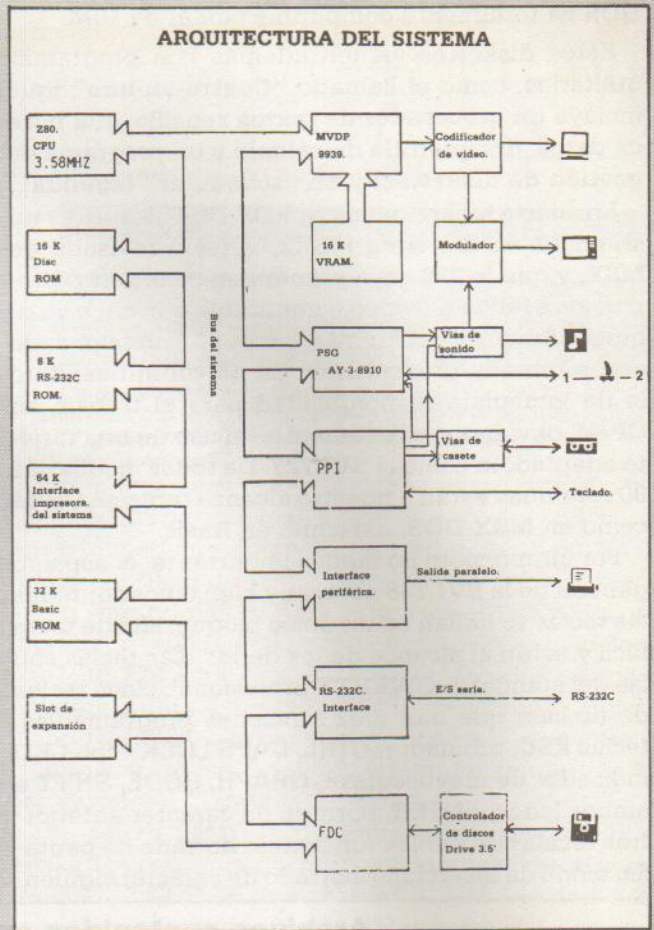 ARQUITECTURA DEL SISTEMA
Z80.
CPU
3.58MHZ
MVDP
9939.
Codificador
de video.
16 K
Disc
ROM
16 K
VRAM.
Modulador
Bus del sistema
8 K
RS-232C
ROM.
PSG
AY-3-8910
Vias de
sonido
1 - - 2
64 K
Interface
impresora.
del sistema
PPI
Vias de
casete
Teclado.
32 K
Basic
ROM
Interface
periférica.
Salida paralelo.
Slot de
expansión
RS-232C.
Interface
E/S serie.
RS-232C
FDC
Controlador
de discos
Drive 3.5'